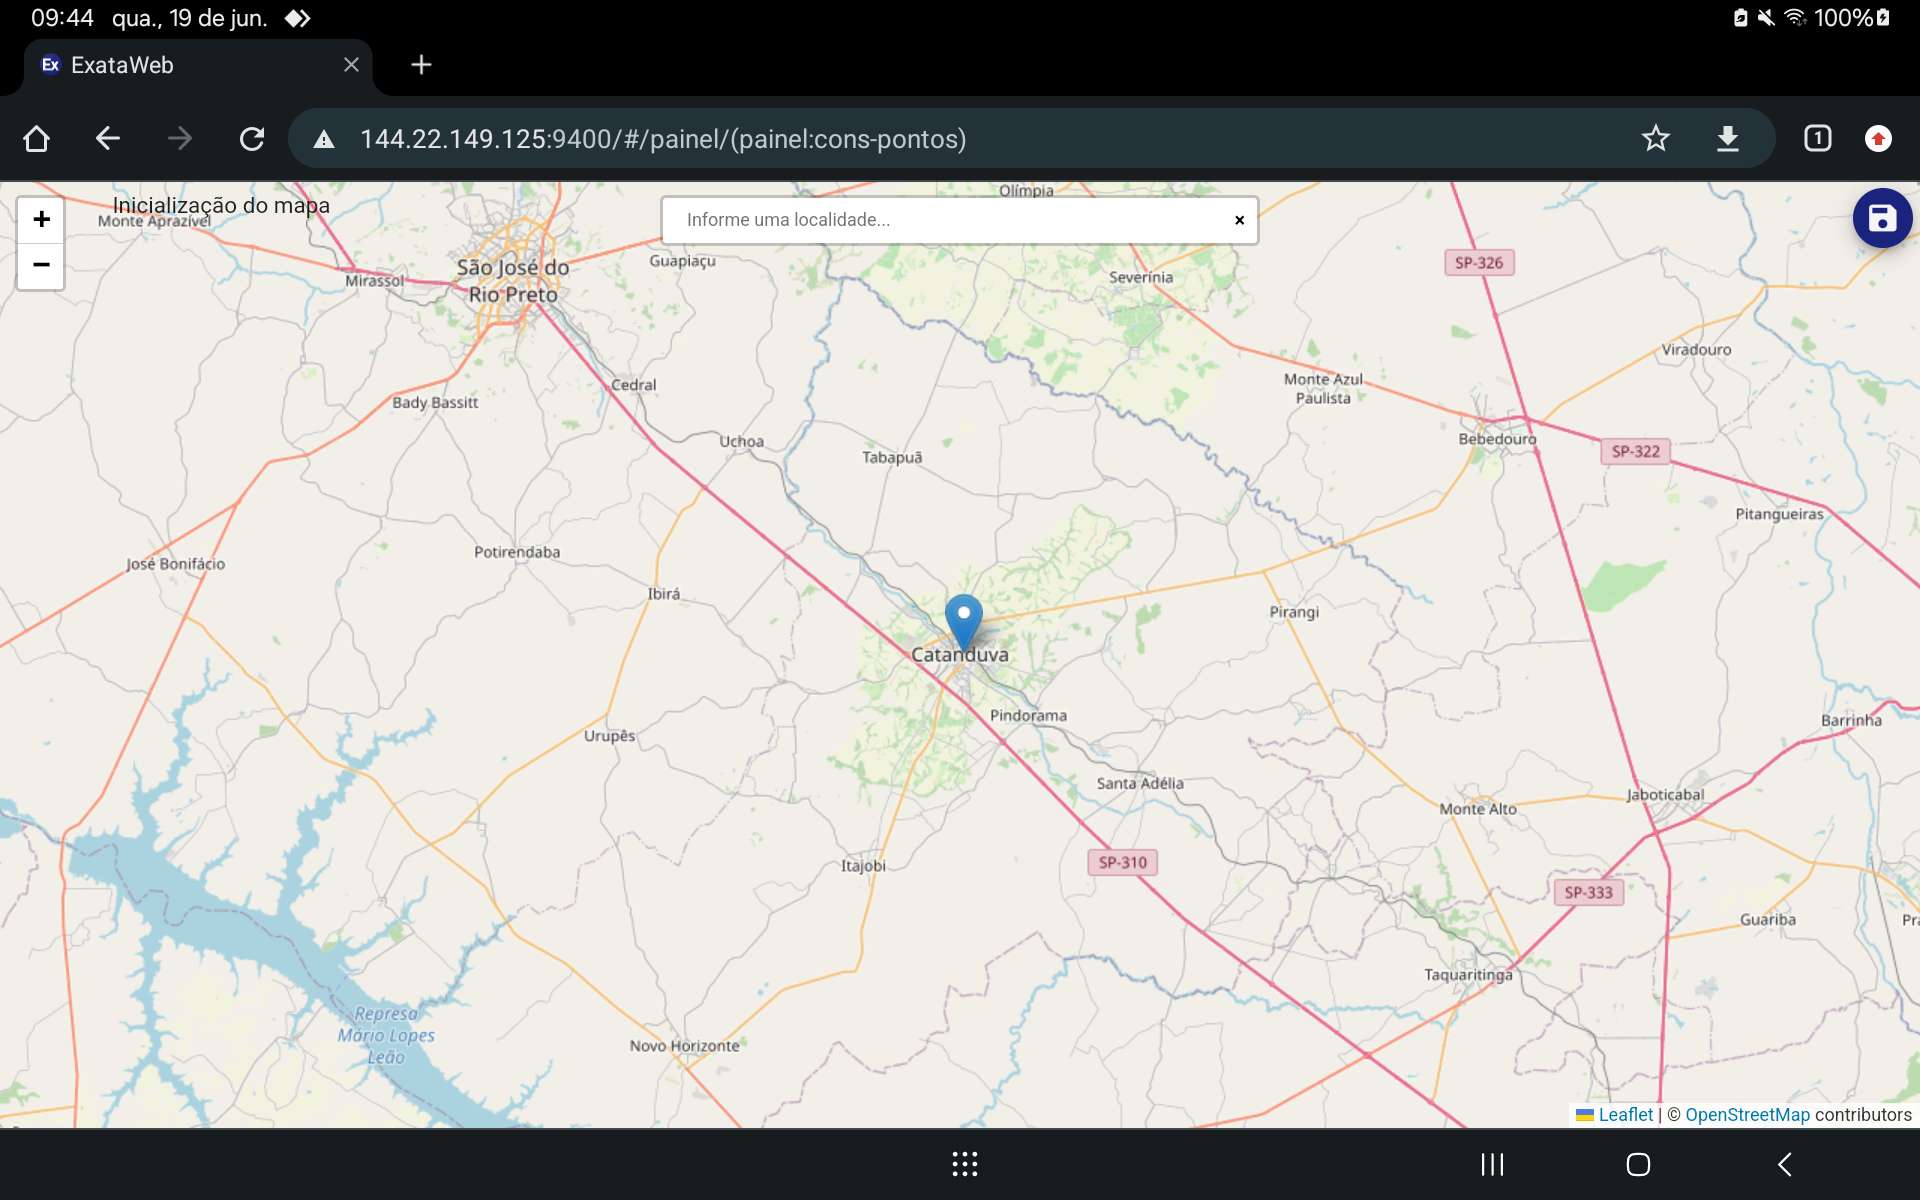 09:44 qua., 19 de jun. 100%
Ex ExataWeb
144.22.149.125:9400/#/painel/(painel:cons-pontos) 1
Inicialização do mapa
Informe uma localidade... ×
+
−
Olímpia
Monte Aprazível
São José do
Rio Preto
Guapiaçu
Mirassol
Severínia
SP-326
Viradouro
Cedral
Monte Azul
Paulista
Bady Bassitt
Uchoa
Tabapuã
Bebedouro
SP-322
Pitangueiras
José Bonifácio
Potirendaba
Ibirá
Pirangi
Catanduva
Pindorama
Barrinha
Urupês
Santa Adélia
Jaboticabal
Monte Alto
Itajobi
SP-310
SP-333
Guariba
Pra
Taquaritinga
Represa
Mário Lopes
Leão
Novo Horizonte
Leaflet | © OpenStreetMap contributors